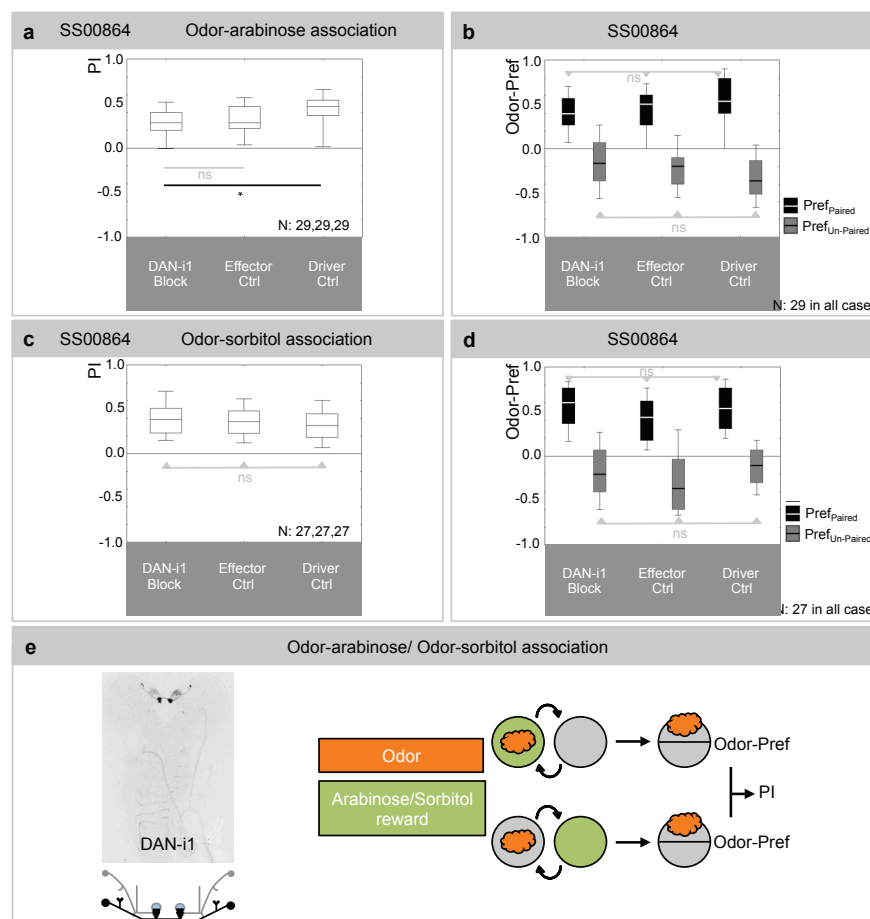 a SS00864 Odor-arabinose association
PI
1.0
0.5
0.0
-0.5
-1.0
ns
*
N: 29,29,29
DAN-i1 Effector Driver
Block Ctrl Ctrl
b SS00864
Odor-Pref
1.0
0.5
0.0
-0.5
1.0
ns
ns
PrefPaired
PrefUn-Paired
DAN-i1 Effector Driver
Block Ctrl Ctrl
N: 29 in all case
c SS00864 Odor-sorbitol association
PI
1.0
0.5
0.0
-0.5
-1.0
ns
N: 27,27,27
DAN-i1 Effector Driver
Block Ctrl Ctrl
d SS00864
Odor-Pref
1.0
0.5
0.0
-0.5
-1.0
ns
ns
PrefPaired
PrefUn-Paired
DAN-i1 Effector Driver
Block Ctrl Ctrl
N: 27 in all case
e Odor-arabinose/ Odor-sorbitol association
DAN-i1
Odor
Arabinose/Sorbitol
reward
Odor-Pref
PI
Odor-Pref